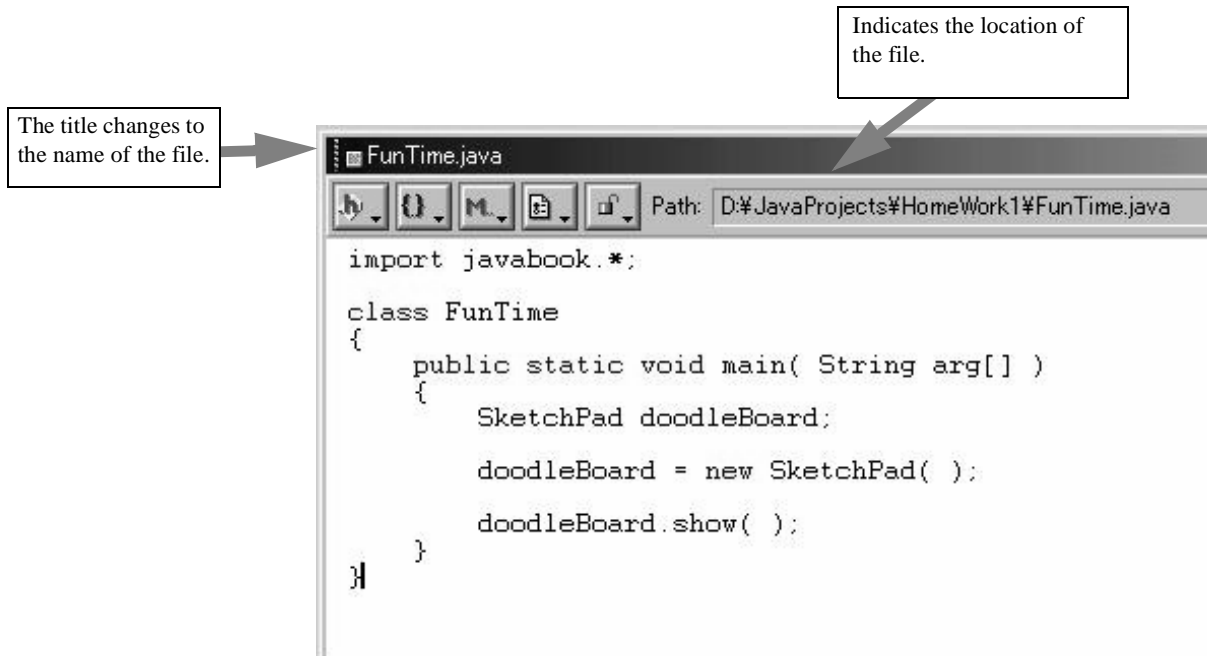 Indicates the location of
the file.
The title changes to
the name of the file.
FunTime.java
.h {} M.. Path: D:¥JavaProjects¥HomeWork1¥FunTime.java
import javabook.*;
class FunTime
{
public static void main( String arg[] )
{
SketchPad doodleBoard;
doodleBoard = new SketchPad( );
doodleBoard.show( );
}
}